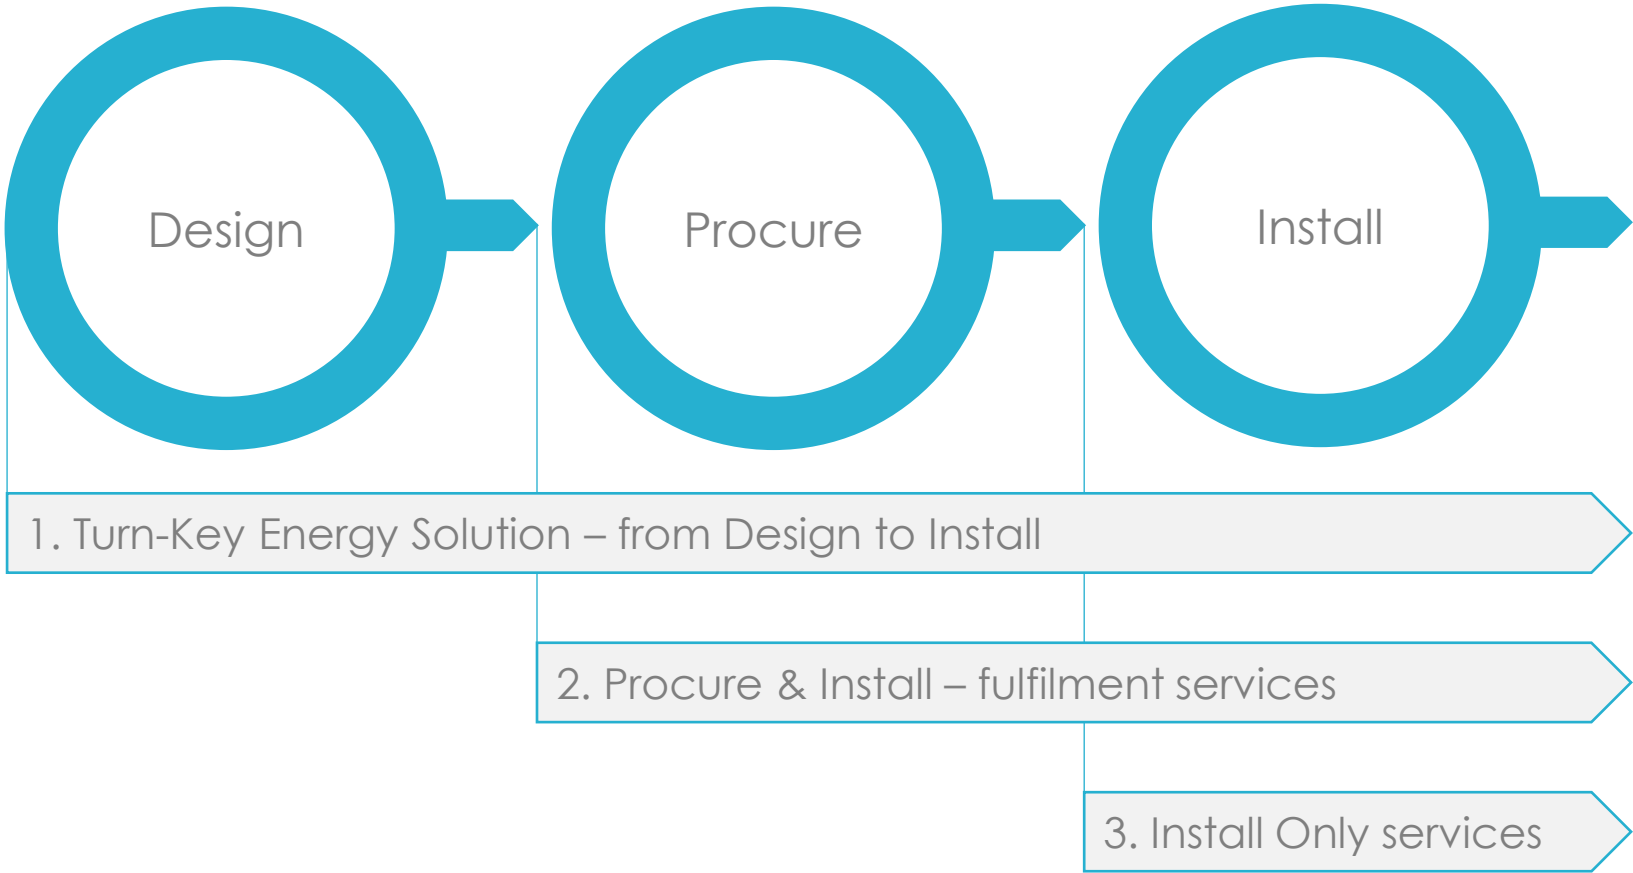 Design
Procure
Install
1. Turn-Key Energy Solution – from Design to Install
2. Procure & Install – fulfilment services
3. Install Only services